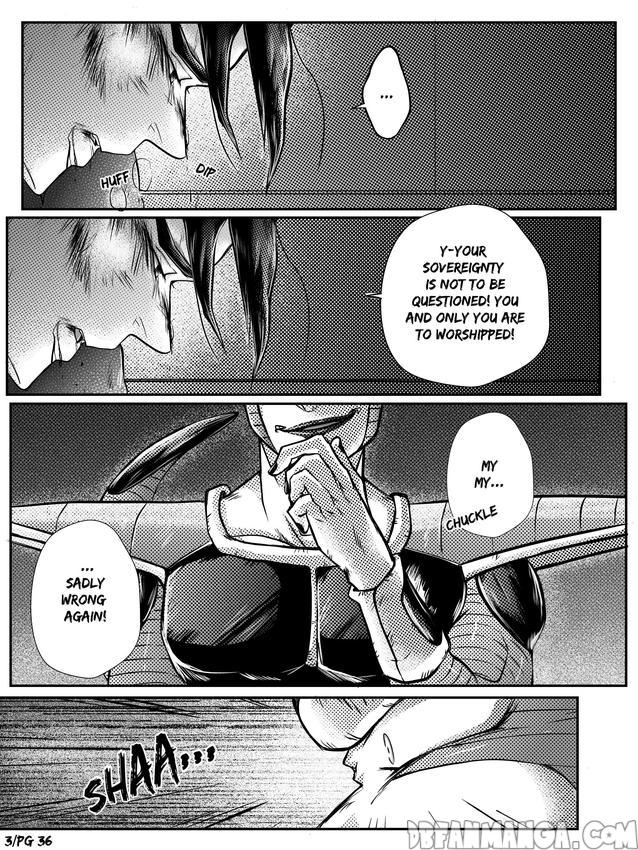 ...
HUFF
DIP
Y-YOUR
SOVEREIGNTY
IS NOT TO BE
QUESTIONED! YOU
AND ONLY YOU ARE
TO WORSHIPPED!
MY
MY...
CHUCKLE
...
SADLY
WRONG
AGAIN!
SHAA...
3/PG 36
DBFANMANGA.COM